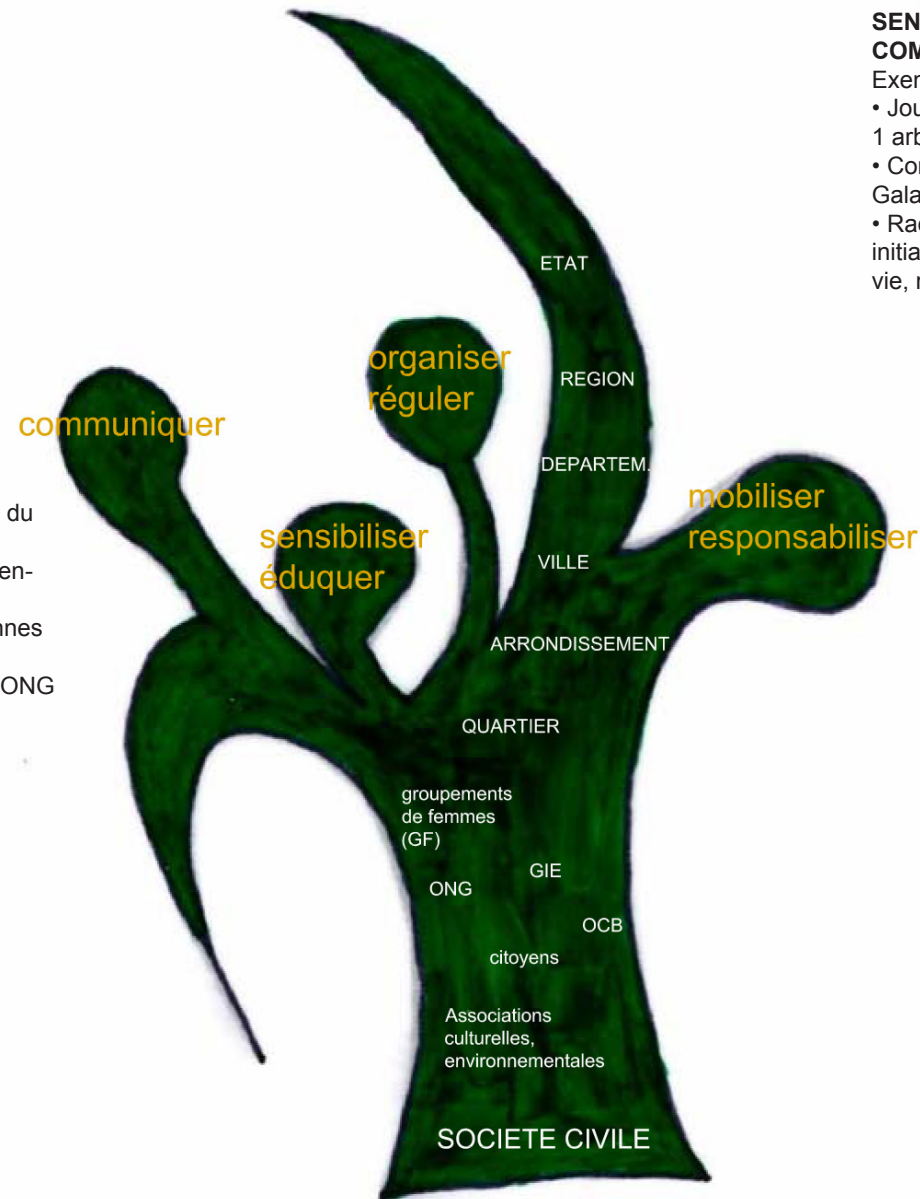 SEN
COM
Exer
• Jou
1 arb
• Cor
Gala
• Rac
initia
vie, r
ETAT
REGION
DEPARTEM.
VILLE
ARRONDISSEMENT
QUARTIER
organiser
réguler
communiquer
sensibiliser
éduquer
mobiliser
responsabiliser
du
en-
nnes
ONG
groupements
de femmes
(GF)
GIE
ONG
OCB
citoyens
Associations
culturelles,
environnementales
SOCIETE CIVILE